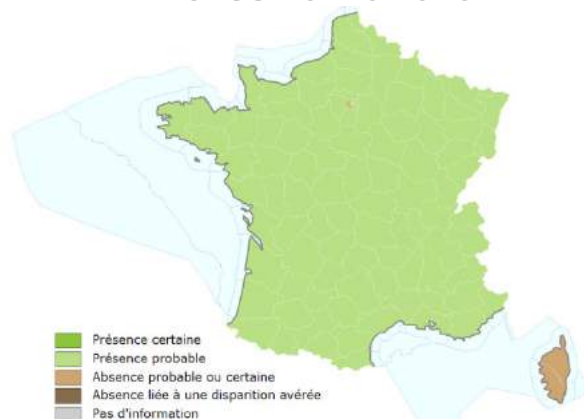 Présence certaine
Présence probable
Absence probable ou certaine
Absence liée à une disparition avérée
Pas d'information